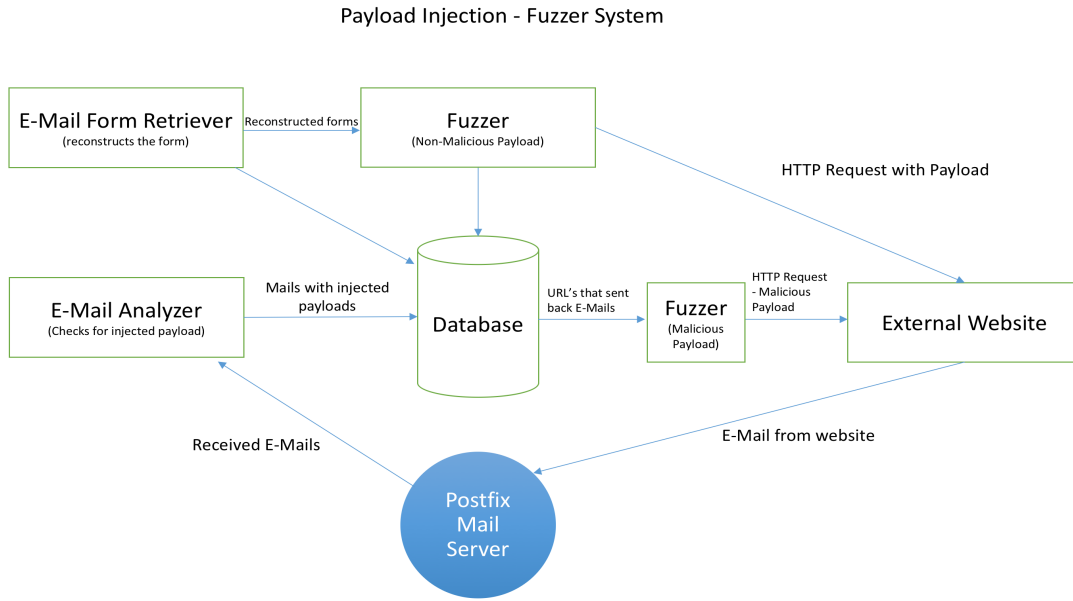 Payload Injection - Fuzzer System
E-Mail Form Retriever
(reconstructs the form)
Reconstructed forms
Fuzzer
(Non-Malicious Payload)
HTTP Request with Payload
E-Mail Analyzer
(Checks for injected payload)
Mails with injected
payloads
Database
URL's that sent
back E-Mails
Fuzzer
(Malicious
Payload)
HTTP Request
- Malicious
Payload
External Website
Received E-Mails
E-Mail from website
Postfix
Mail
Server